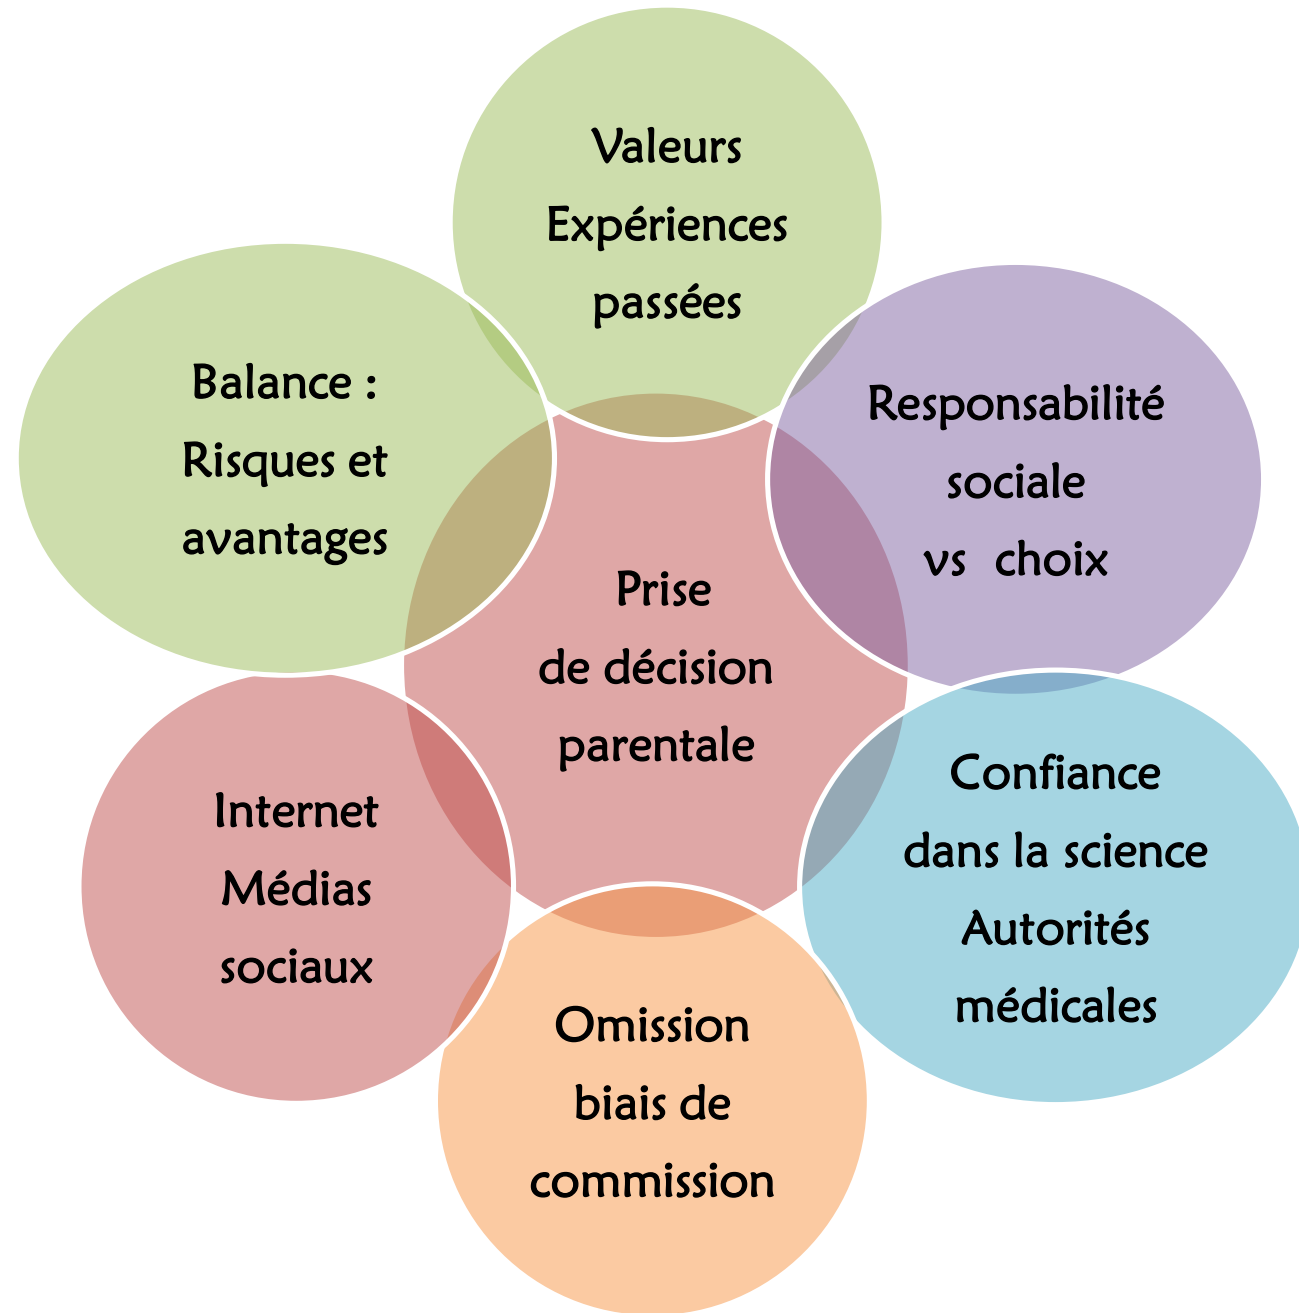 Valeurs
Expériences
passées
Balance :
Risques et
avantages
Responsabilité
sociale
vs choix
Prise
de décision
parentale
Internet
Médias
sociaux
Confiance
dans la science
Autorités
médicales
Omission
biais de
commission